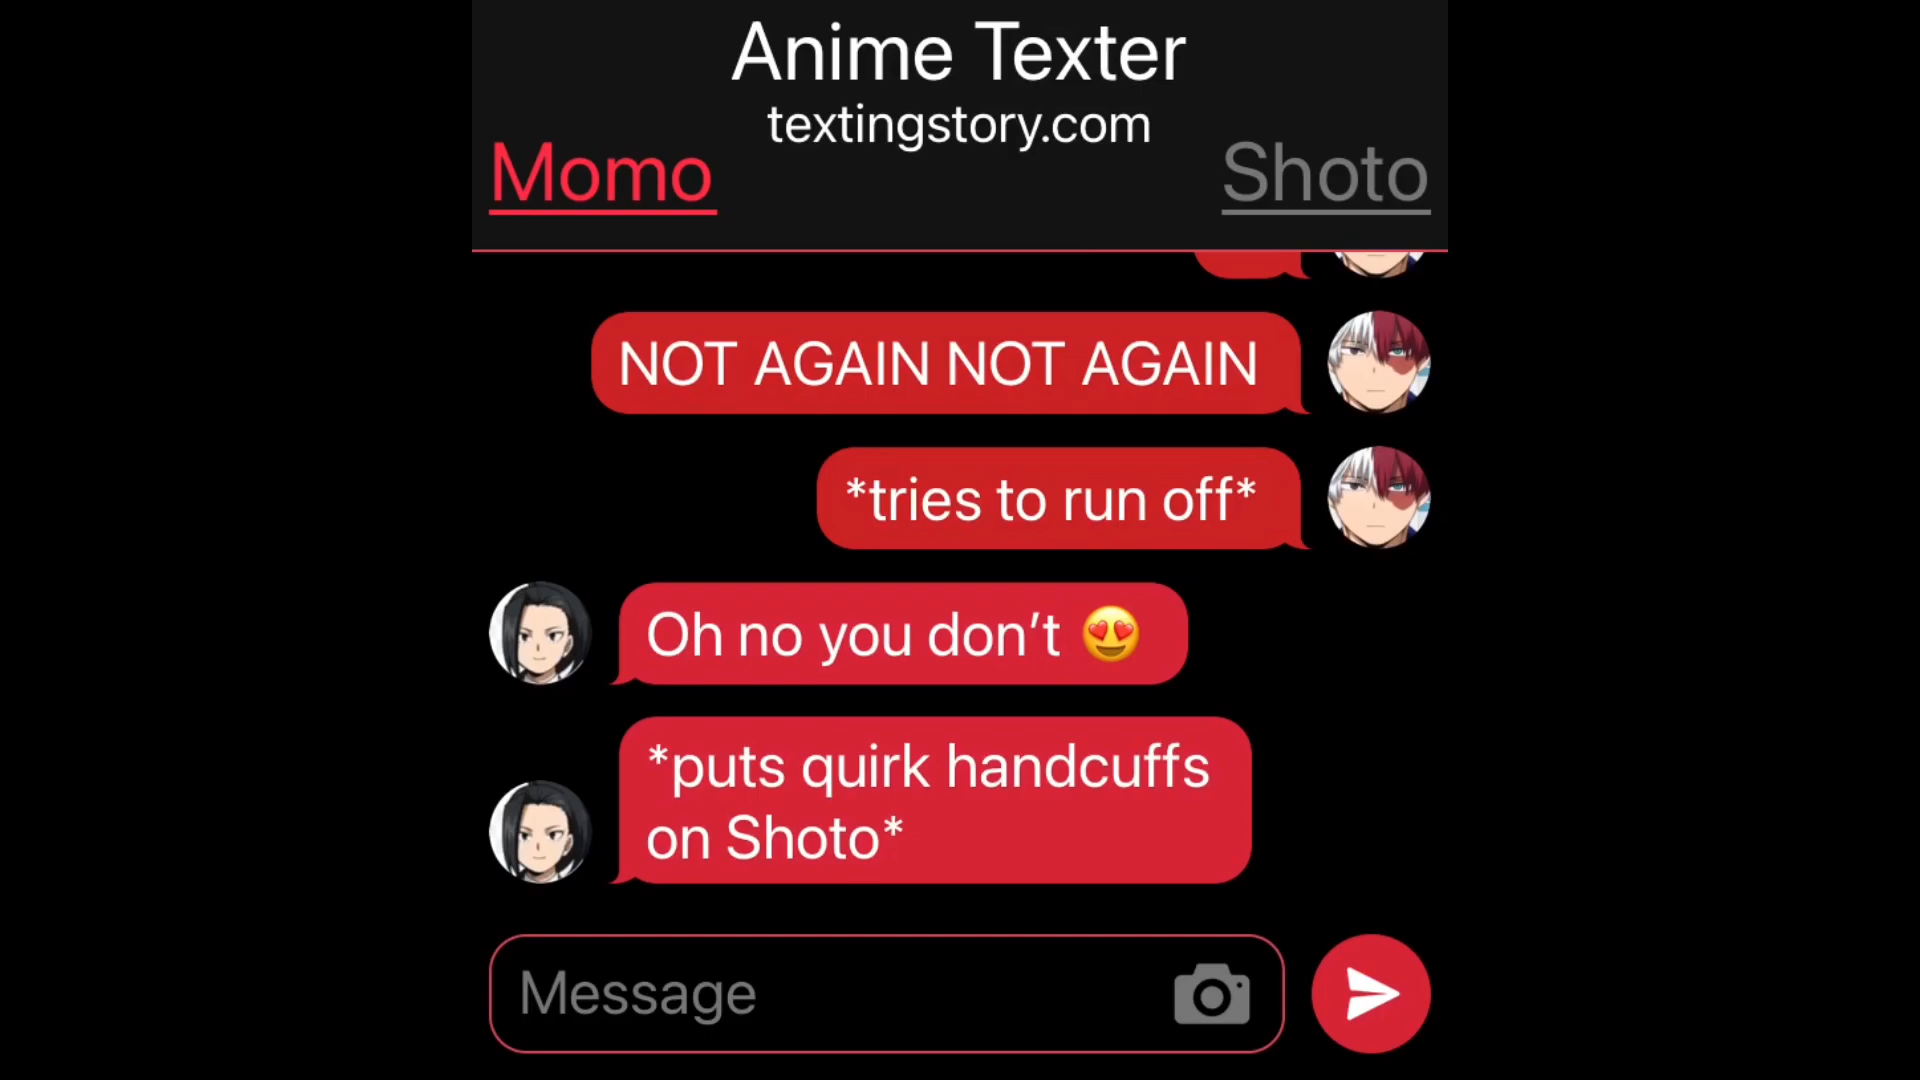 Anime Texter
textingstory.com
Momo
Shoto
NOT AGAIN NOT AGAIN
*tries to run off*
Oh no you don’t 😍
*puts quirk handcuffs
on Shoto*
Message